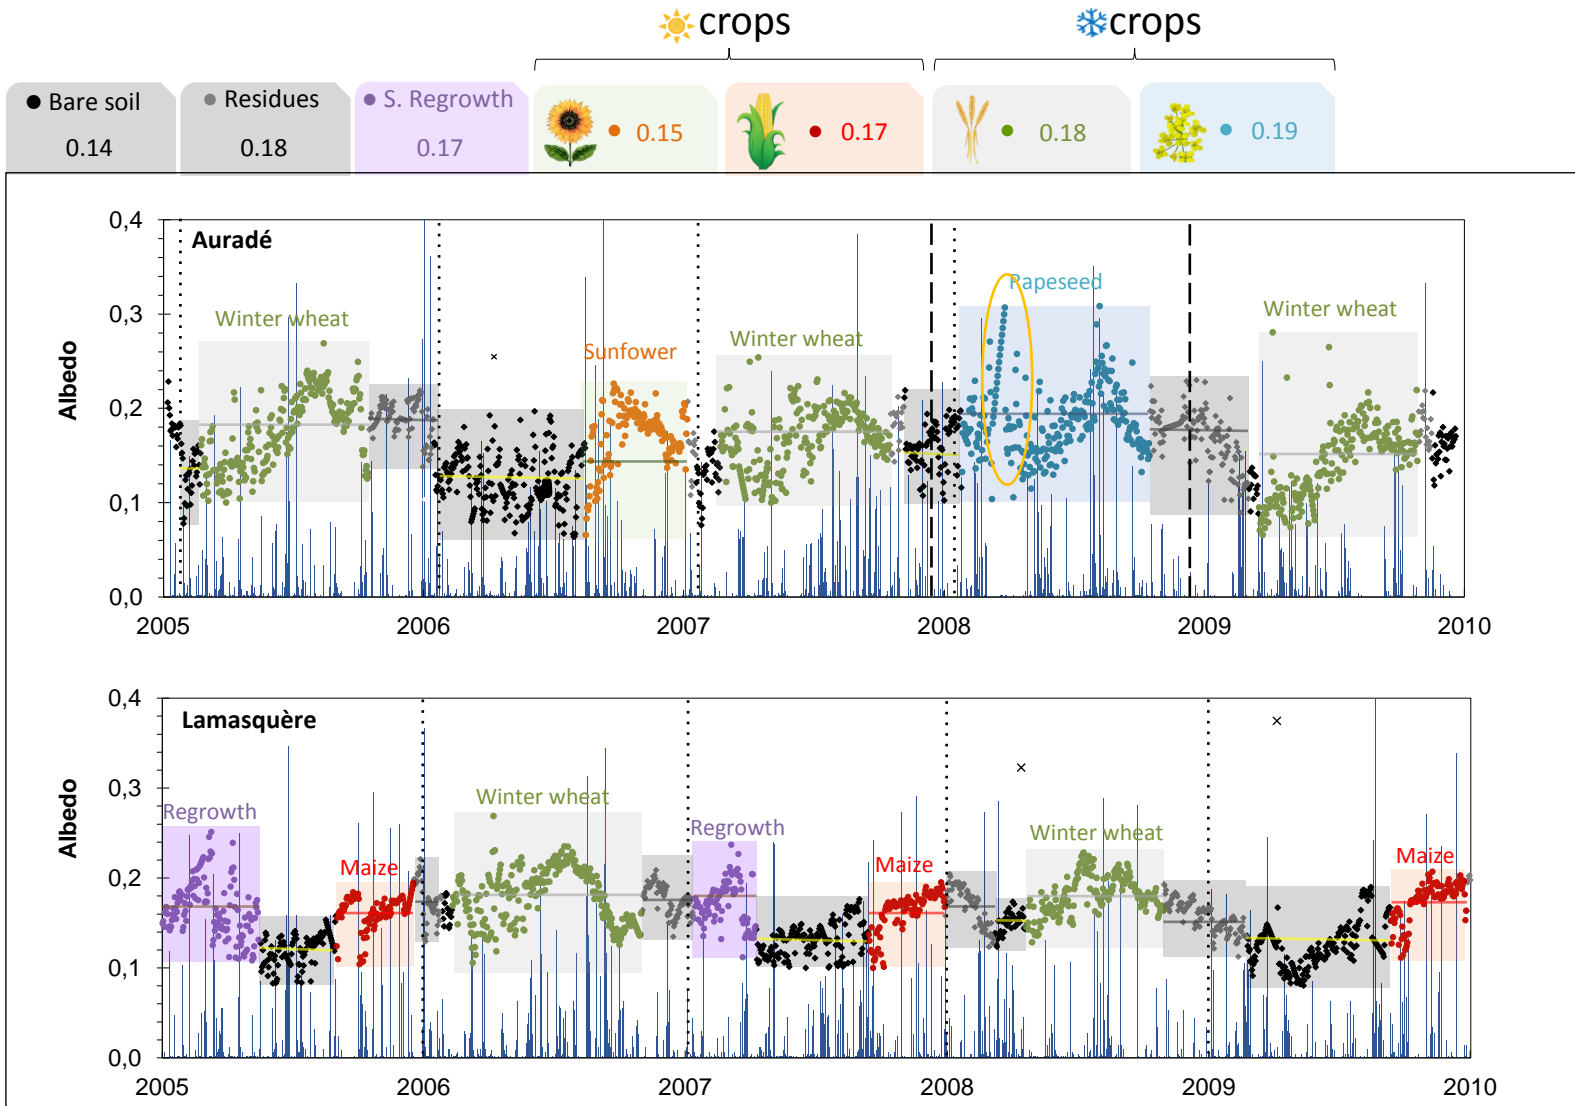 crops
crops
Bare soil
0.14
Residues
0.18
S. Regrowth
0.17
0.15
0.17
0.18
0.19
Albedo
0,4
0,3
0,2
0,1
0,0
Auradé
Winter wheat
Sunfower
Winter wheat
Rapeseed
Winter wheat
2005
2006
2007
2008
2009
2010
Albedo
0,4
0,3
0,2
0,1
0,0
Lamasquère
Regrowth
Maize
Winter wheat
Regrowth
Maize
Winter wheat
Maize
2005
2006
2007
2008
2009
2010